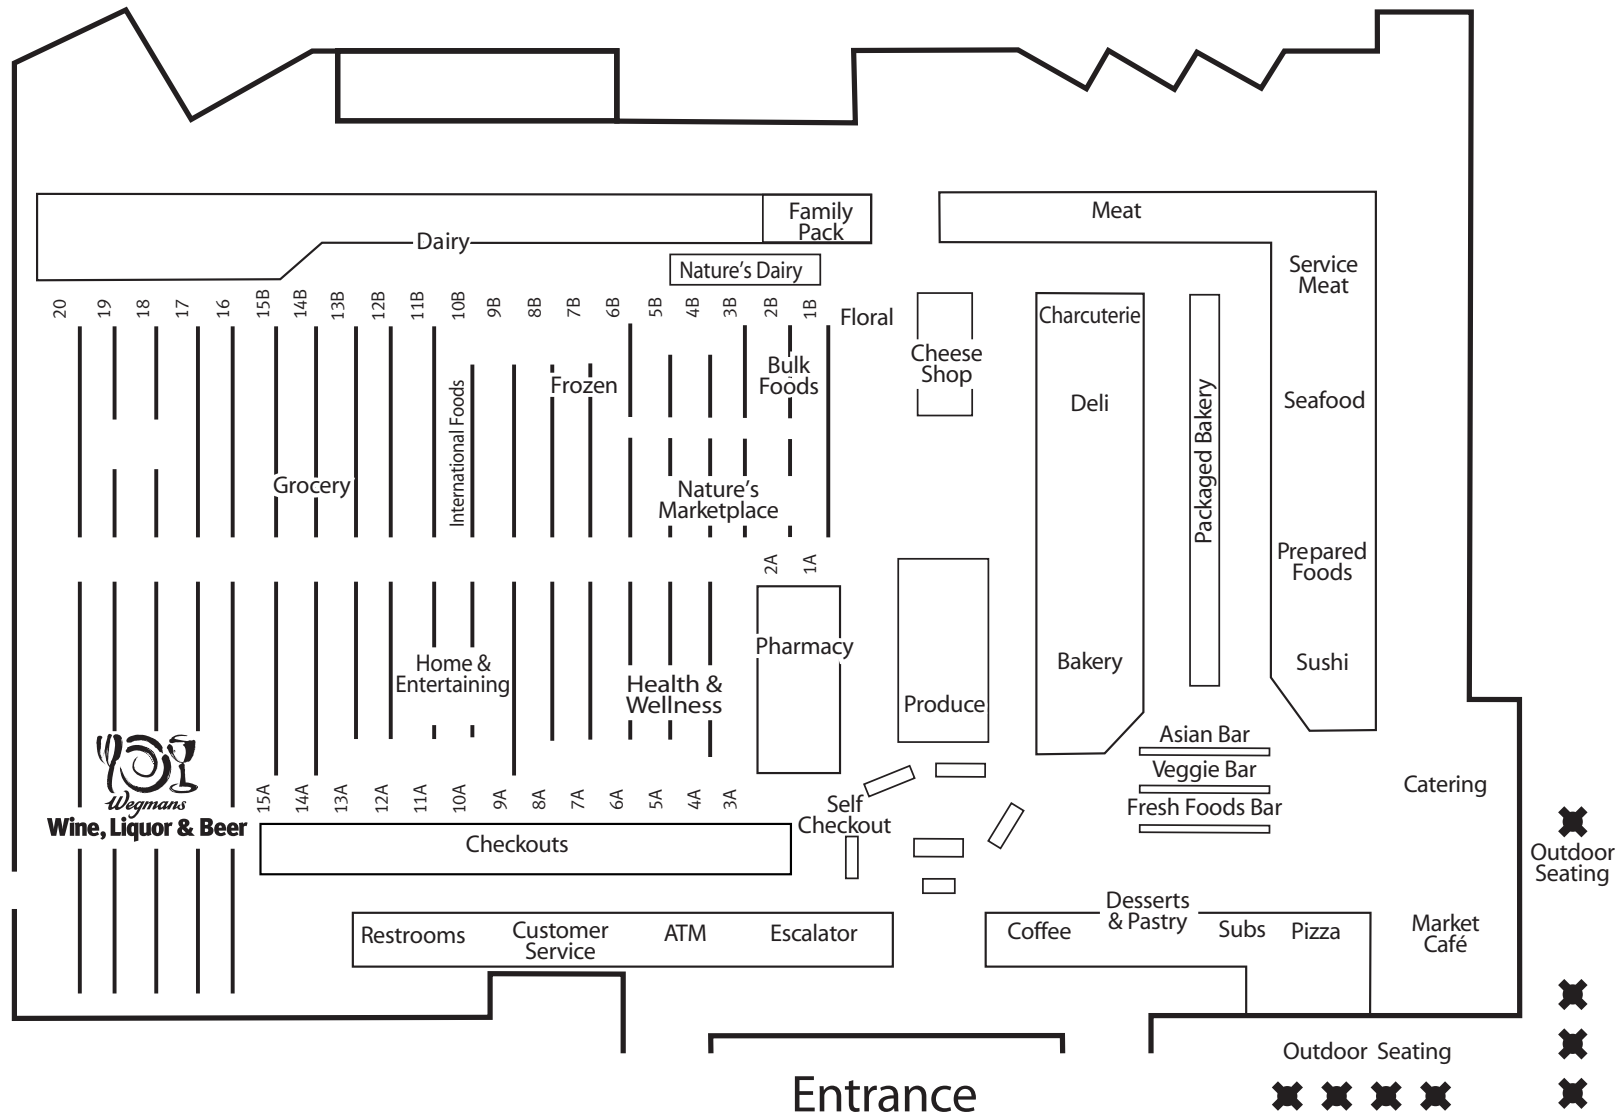 Family
Pack
Meat
Dairy
Nature's Dairy
Service
Meat
20
19
18
17
16
15B
14B
13B
12B
11B
10B
9B
8B
7B
6B
5B
4B
3B
2B
1B
Floral
Charcuterie
Cheese
Shop
Bulk
Foods
Frozen
International Foods
Deli
Packaged Bakery
Seafood
Grocery
Nature's
Marketplace
2A
1A
Prepared
Foods
Pharmacy
Home &
Entertaining
Health &
Wellness
Produce
Bakery
Sushi
Asian Bar
Veggie Bar
Fresh Foods Bar
Catering
Wegmans
Wine, Liquor & Beer
15A
14A
13A
12A
11A
10A
9A
8A
7A
6A
5A
4A
3A
Self
Checkout
Checkouts
Outdoor
Seating
Restrooms
Customer
Service
ATM
Escalator
Coffee
Desserts
& Pastry
Subs
Pizza
Market
Café
Outdoor Seating
Entrance